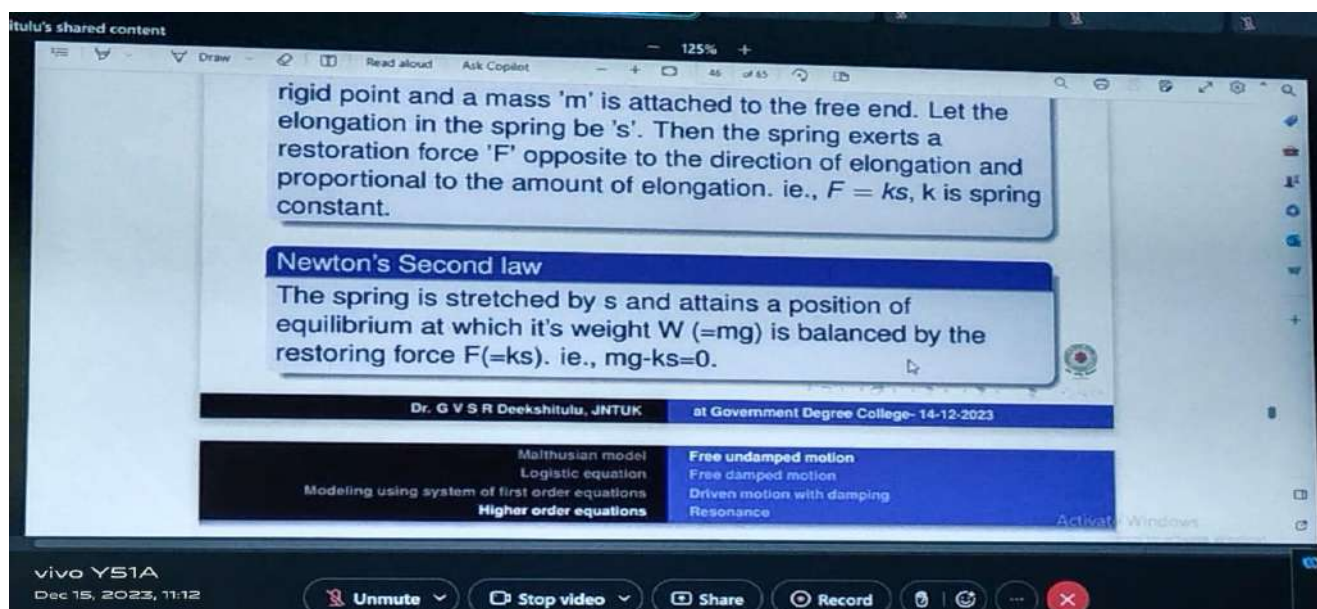 itulu's shared content
125% +
Draw
Read aloud
Ask Copilot
46 of 85
rigid point and a mass 'm' is attached to the free end. Let the
elongation in the spring be 's'. Then the spring exerts a
restoration force 'F' opposite to the direction of elongation and
proportional to the amount of elongation. ie., F = ks, k is spring
constant.
Newton's Second law
The spring is stretched by s and attains a position of
equilibrium at which it's weight W (=mg) is balanced by the
restoring force F(=ks). ie., mg-ks=0.
Dr. G V S R Deekshitulu, JNTUK at Government Degree College- 14-12-2023
Malthusian model
Logistic equation
Modeling using system of first order equations
Higher order equations
Free undamped motion
Free damped motion
Driven motion with damping
Resonance
Activate Windows
vivo Y51A
Dec 15, 2023, 11:12
Unmute
Stop video
Share
Record